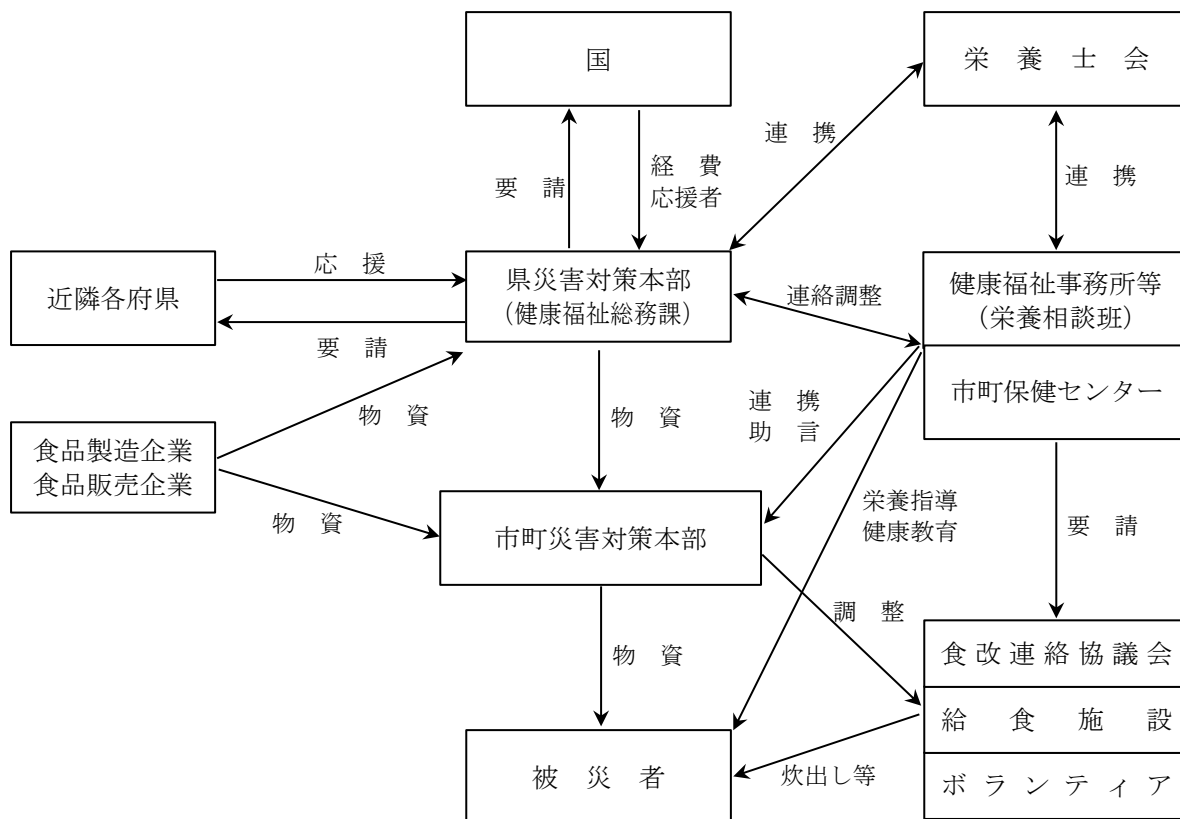 国
栄養士会
連携
経費
応援者
要請
連携
応援
近隣各府県
県災害対策本部
(健康福祉総務課)
連絡調整
健康福祉事務所等
(栄養相談班)
要請
市町保健センター
物資
物資
連携
助言
食品製造企業
食品販売企業
物資
市町災害対策本部
栄養指導
健康教育
要請
調整
物資
食改連絡協議会
給食施設
ボランティア
被災者
炊出し等